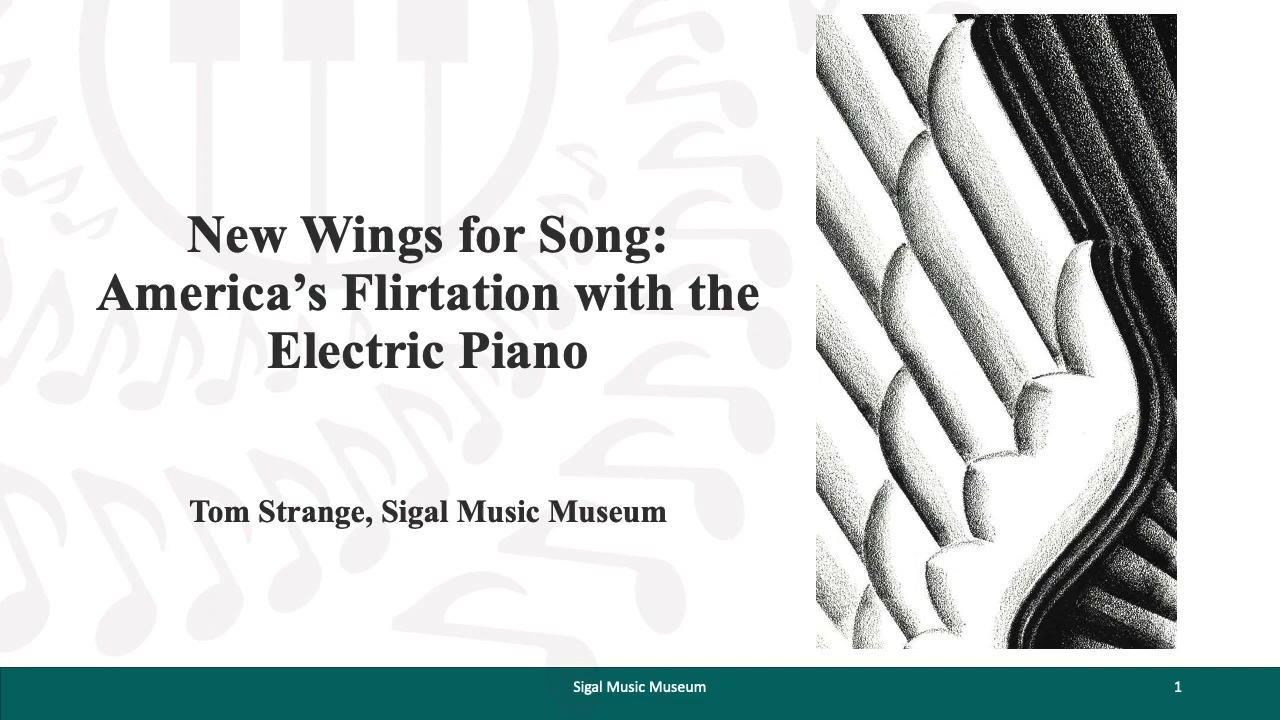 New Wings for Song:
America’s Flirtation with the
Electric Piano
Tom Strange, Sigal Music Museum
Sigal Music Museum
1